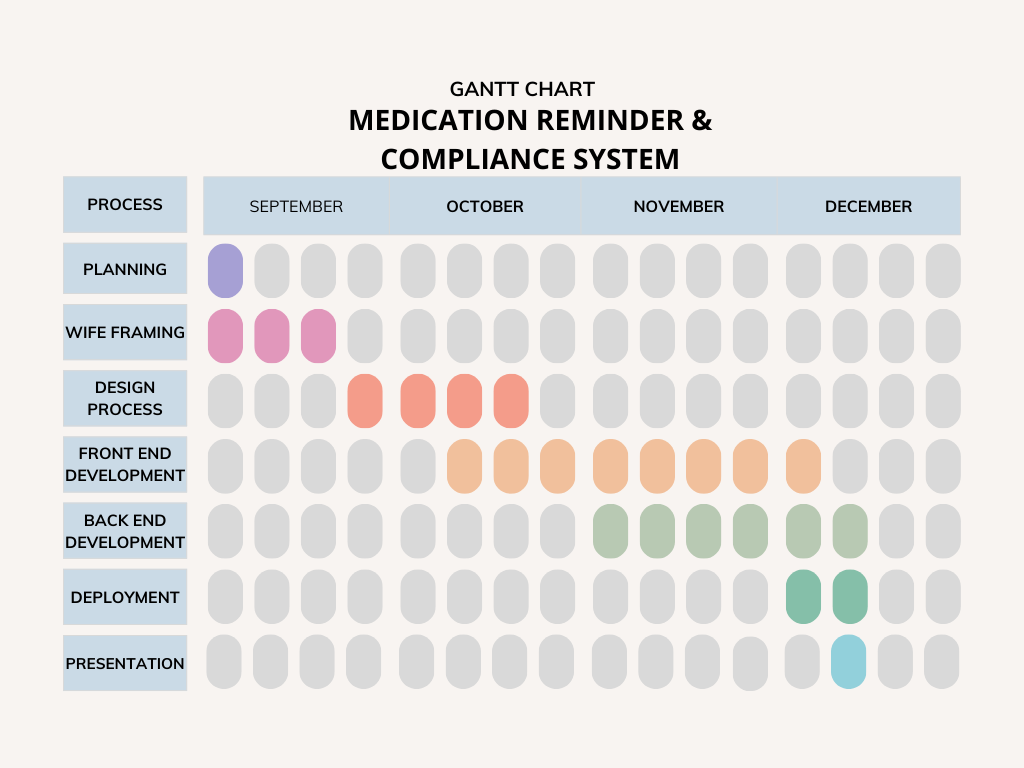 GANTT CHART
MEDICATION REMINDER &
COMPLIANCE SYSTEM
PROCESS
SEPTEMBER OCTOBER NOVEMBER DECEMBER
PLANNING
WIFE FRAMING
DESIGN
PROCESS
FRONT END
DEVELOPMENT
BACK END
DEVELOPMENT
DEPLOYMENT
PRESENTATION